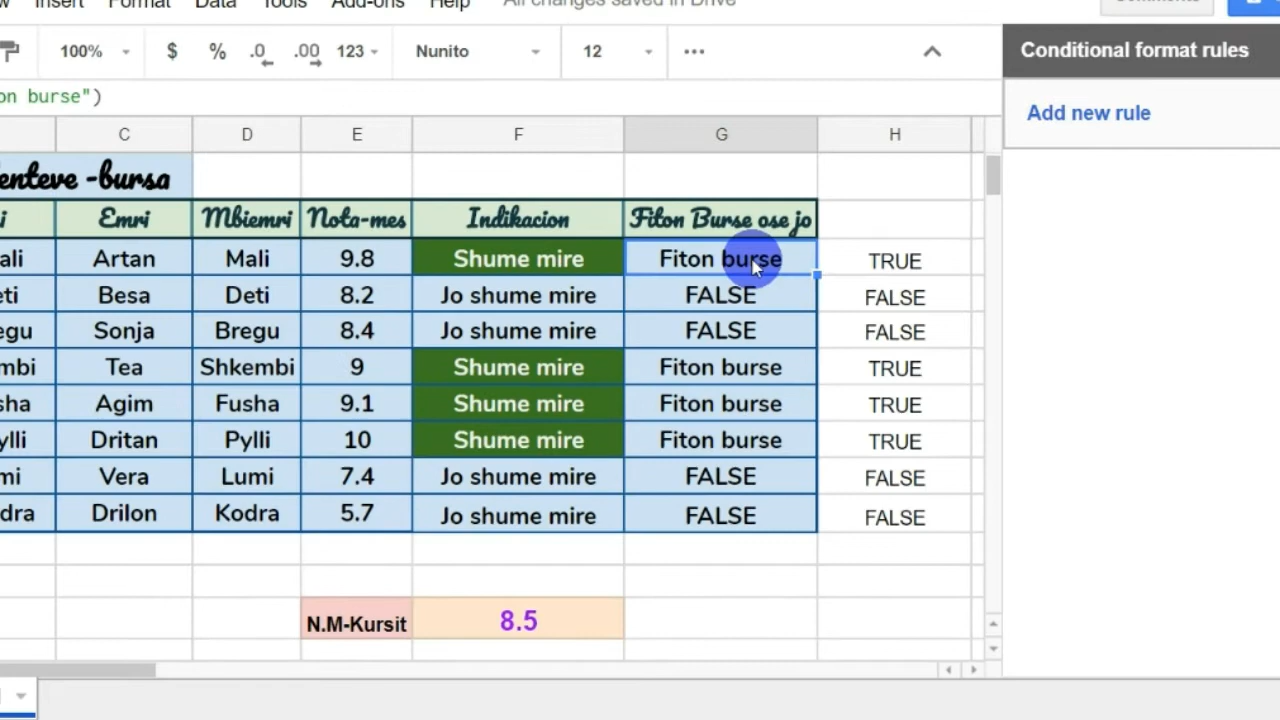 Insert Format Data Tools Add-ons Help All changes saved in Drive Comments
100% $ % .0 .00 123 Nunito 12 ... Conditional format rules
on burse") Add new rule
C D E F G H
enteve -bursa
i Emri Mbiemri Nota-mes Indikacion Fiton Burse ose jo
ali Artan Mali 9.8 Shume mire Fiton burse TRUE
eti Besa Deti 8.2 Jo shume mire FALSE FALSE
egu Sonja Bregu 8.4 Jo shume mire FALSE FALSE
mbi Tea Shkembi 9 Shume mire Fiton burse TRUE
sha Agim Fusha 9.1 Shume mire Fiton burse TRUE
ylli Dritan Pylli 10 Shume mire Fiton burse TRUE
mi Vera Lumi 7.4 Jo shume mire FALSE FALSE
dra Drilon Kodra 5.7 Jo shume mire FALSE FALSE
N.M-Kursit 8.5